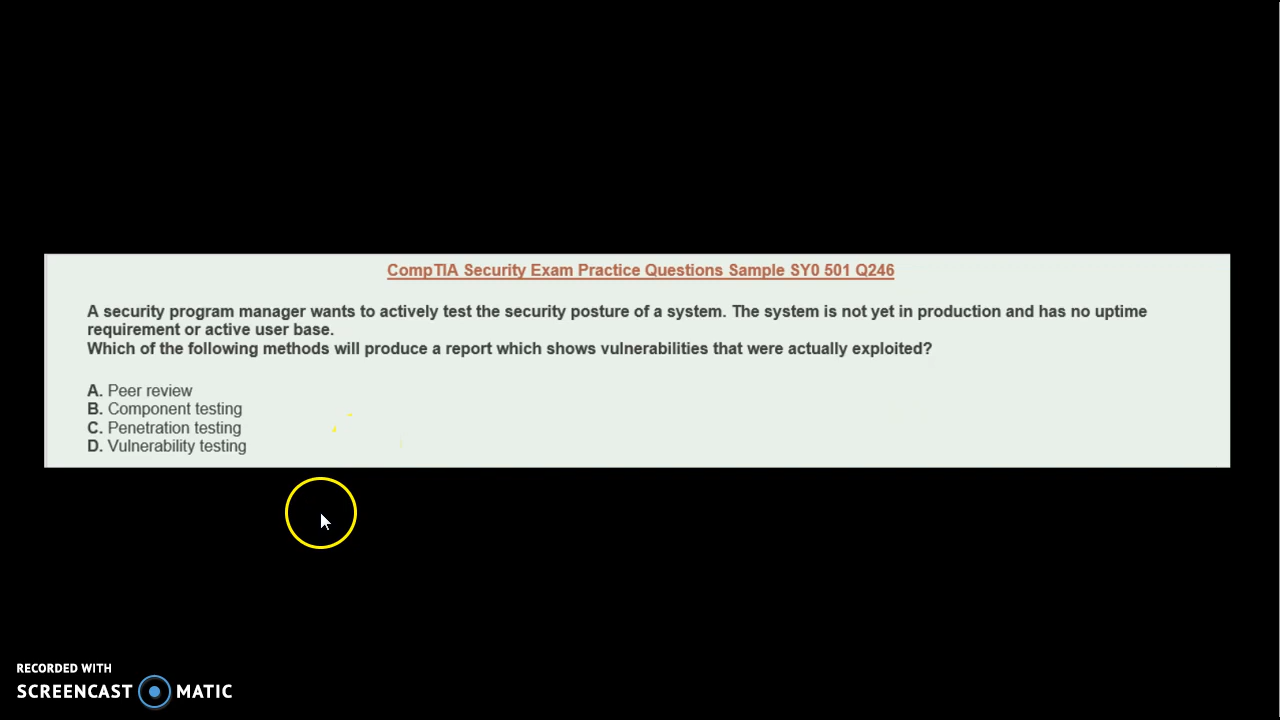 CompTIA Security Exam Practice Questions Sample SY0 501 Q246
A security program manager wants to actively test the security posture of a system. The system is not yet in production and has no uptime
requirement or active user base.
Which of the following methods will produce a report which shows vulnerabilities that were actually exploited?
A. Peer review
B. Component testing
C. Penetration testing
D. Vulnerability testing
RECORDED WITH
SCREENCAST MATIC